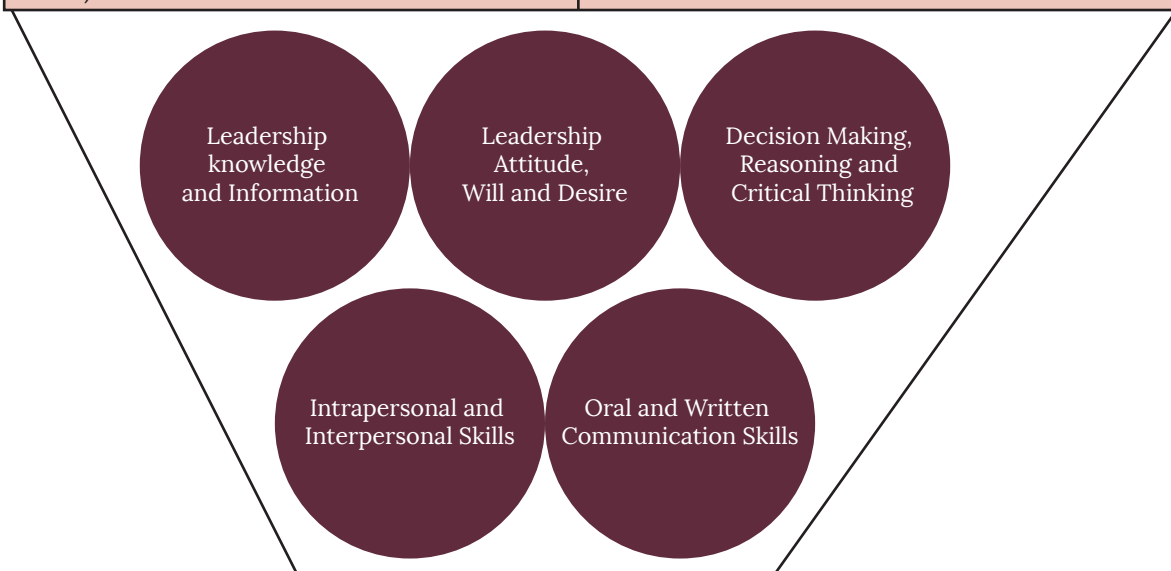 Leadership
knowledge
and Information
Leadership
Attitude,
Will and Desire
Decision Making,
Reasoning and
Critical Thinking
Intrapersonal and
Interpersonal Skills
Oral and Written
Communication Skills